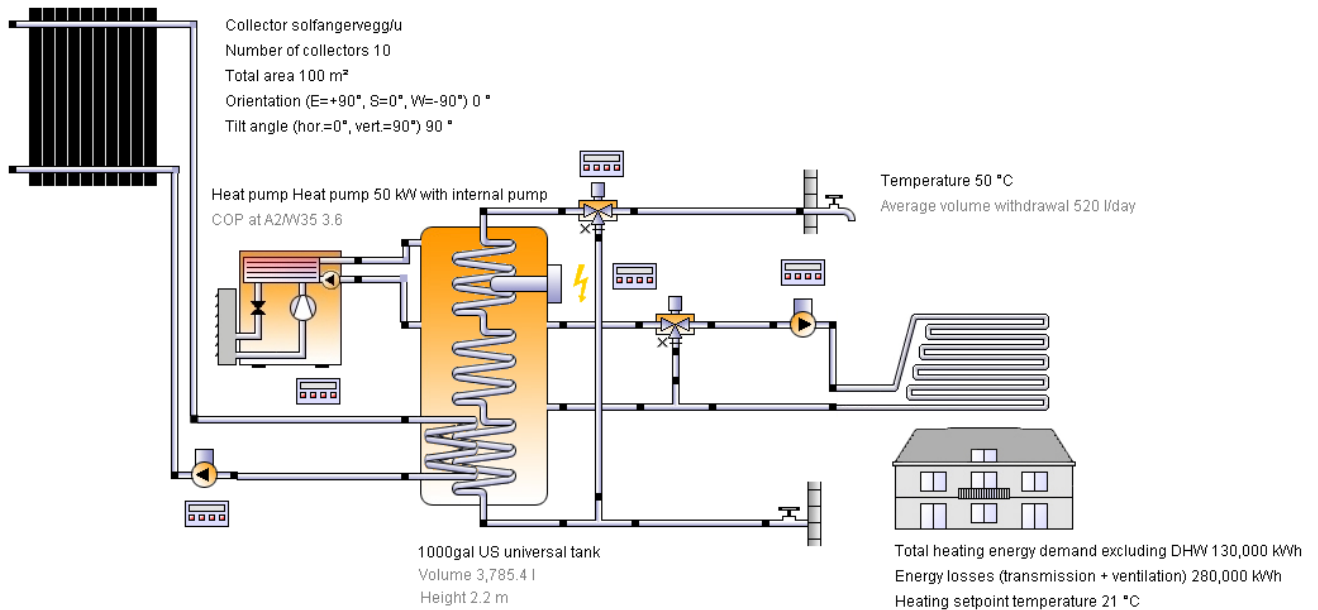 Collector solfangervegg/u
Number of collectors 10
Total area 100 m²
Orientation (E=+90°, S=0°, W=-90°) 0 °
Tilt angle (hor.=0°, vert.=90°) 90 °
Heat pump Heat pump 50 kW with internal pump
COP at A2/W35 3.6
Temperature 50 °C
Average volume withdrawal 520 l/day
1000gal US universal tank
Volume 3,785.4 l
Height 2.2 m
Total heating energy demand excluding DHW 130,000 kWh
Energy losses (transmission + ventilation) 280,000 kWh
Heating setpoint temperature 21 °C